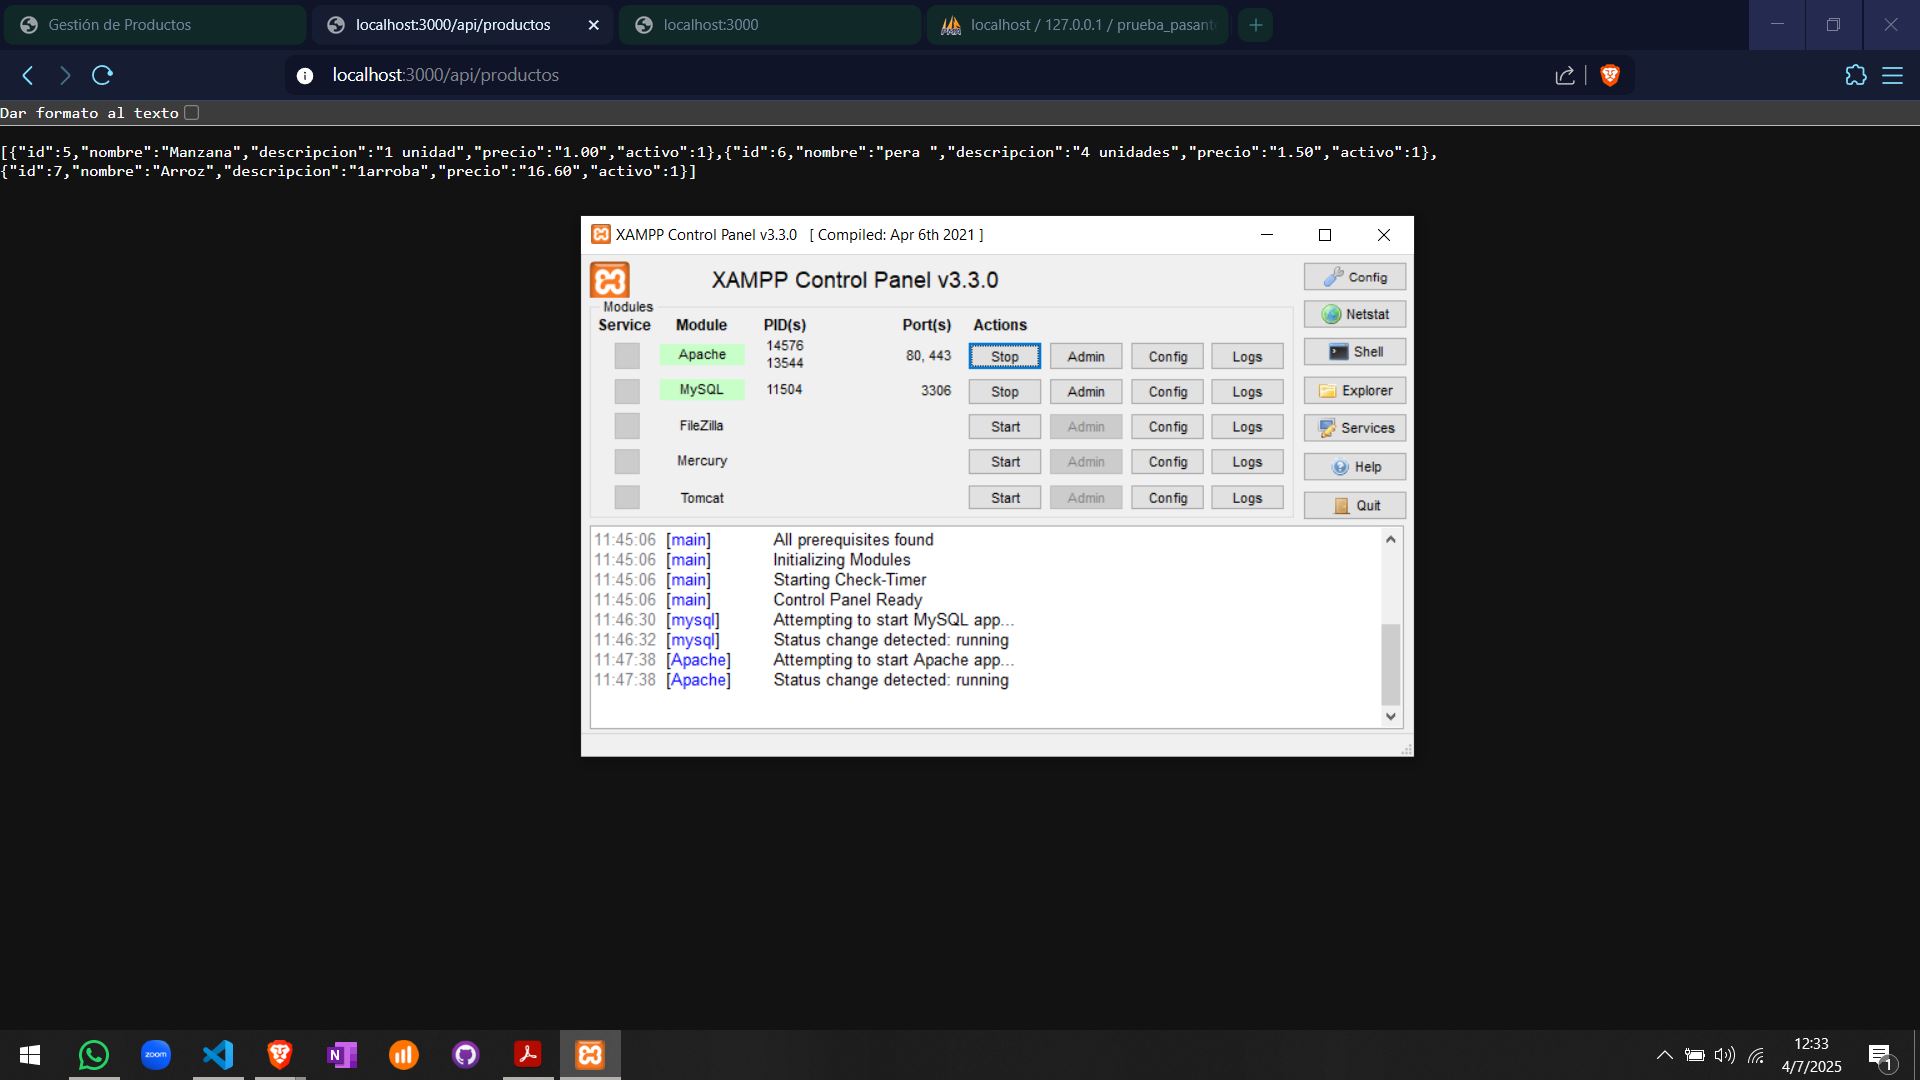 Gestión de Productos
localhost:3000/api/productos
localhost:3000
localhost / 127.0.0.1 / prueba_pasant
localhost:3000/api/productos
Dar formato al texto
[{"id":5,"nombre":"Manzana","descripcion":"1 unidad","precio":"1.00","activo":1},{"id":6,"nombre":"pera ","descripcion":"4 unidades","precio":"1.50","activo":1},
{"id":7,"nombre":"Arroz","descripcion":"1arroba","precio":"16.60","activo":1}]
XAMPP Control Panel v3.3.0 [ Compiled: Apr 6th 2021 ]
XAMPP Control Panel v3.3.0
Modules
Service Module PID(s) Port(s) Actions
Apache 14576 13544 80, 443 Stop Admin Config Logs
MySQL 11504 3306 Stop Admin Config Logs
FileZilla Start Admin Config Logs
Mercury Start Admin Config Logs
Tomcat Start Admin Config Logs
Config
Netstat
Shell
Explorer
Services
Help
Quit
11:45:06 [main] All prerequisites found
11:45:06 [main] Initializing Modules
11:45:06 [main] Starting Check-Timer
11:45:06 [main] Control Panel Ready
11:46:30 [mysql] Attempting to start MySQL app...
11:46:32 [mysql] Status change detected: running
11:47:38 [Apache] Attempting to start Apache app...
11:47:38 [Apache] Status change detected: running
zoom
N
12:33
4/7/2025
1